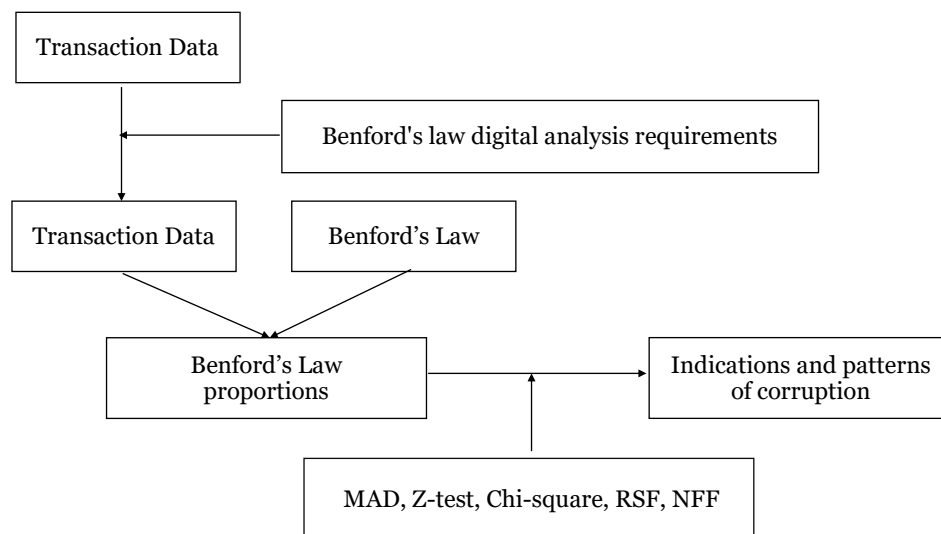 Transaction Data
Benford's law digital analysis requirements
Transaction Data
Benford’s Law
Benford’s Law
proportions
Indications and patterns
of corruption
MAD, Z-test, Chi-square, RSF, NFF